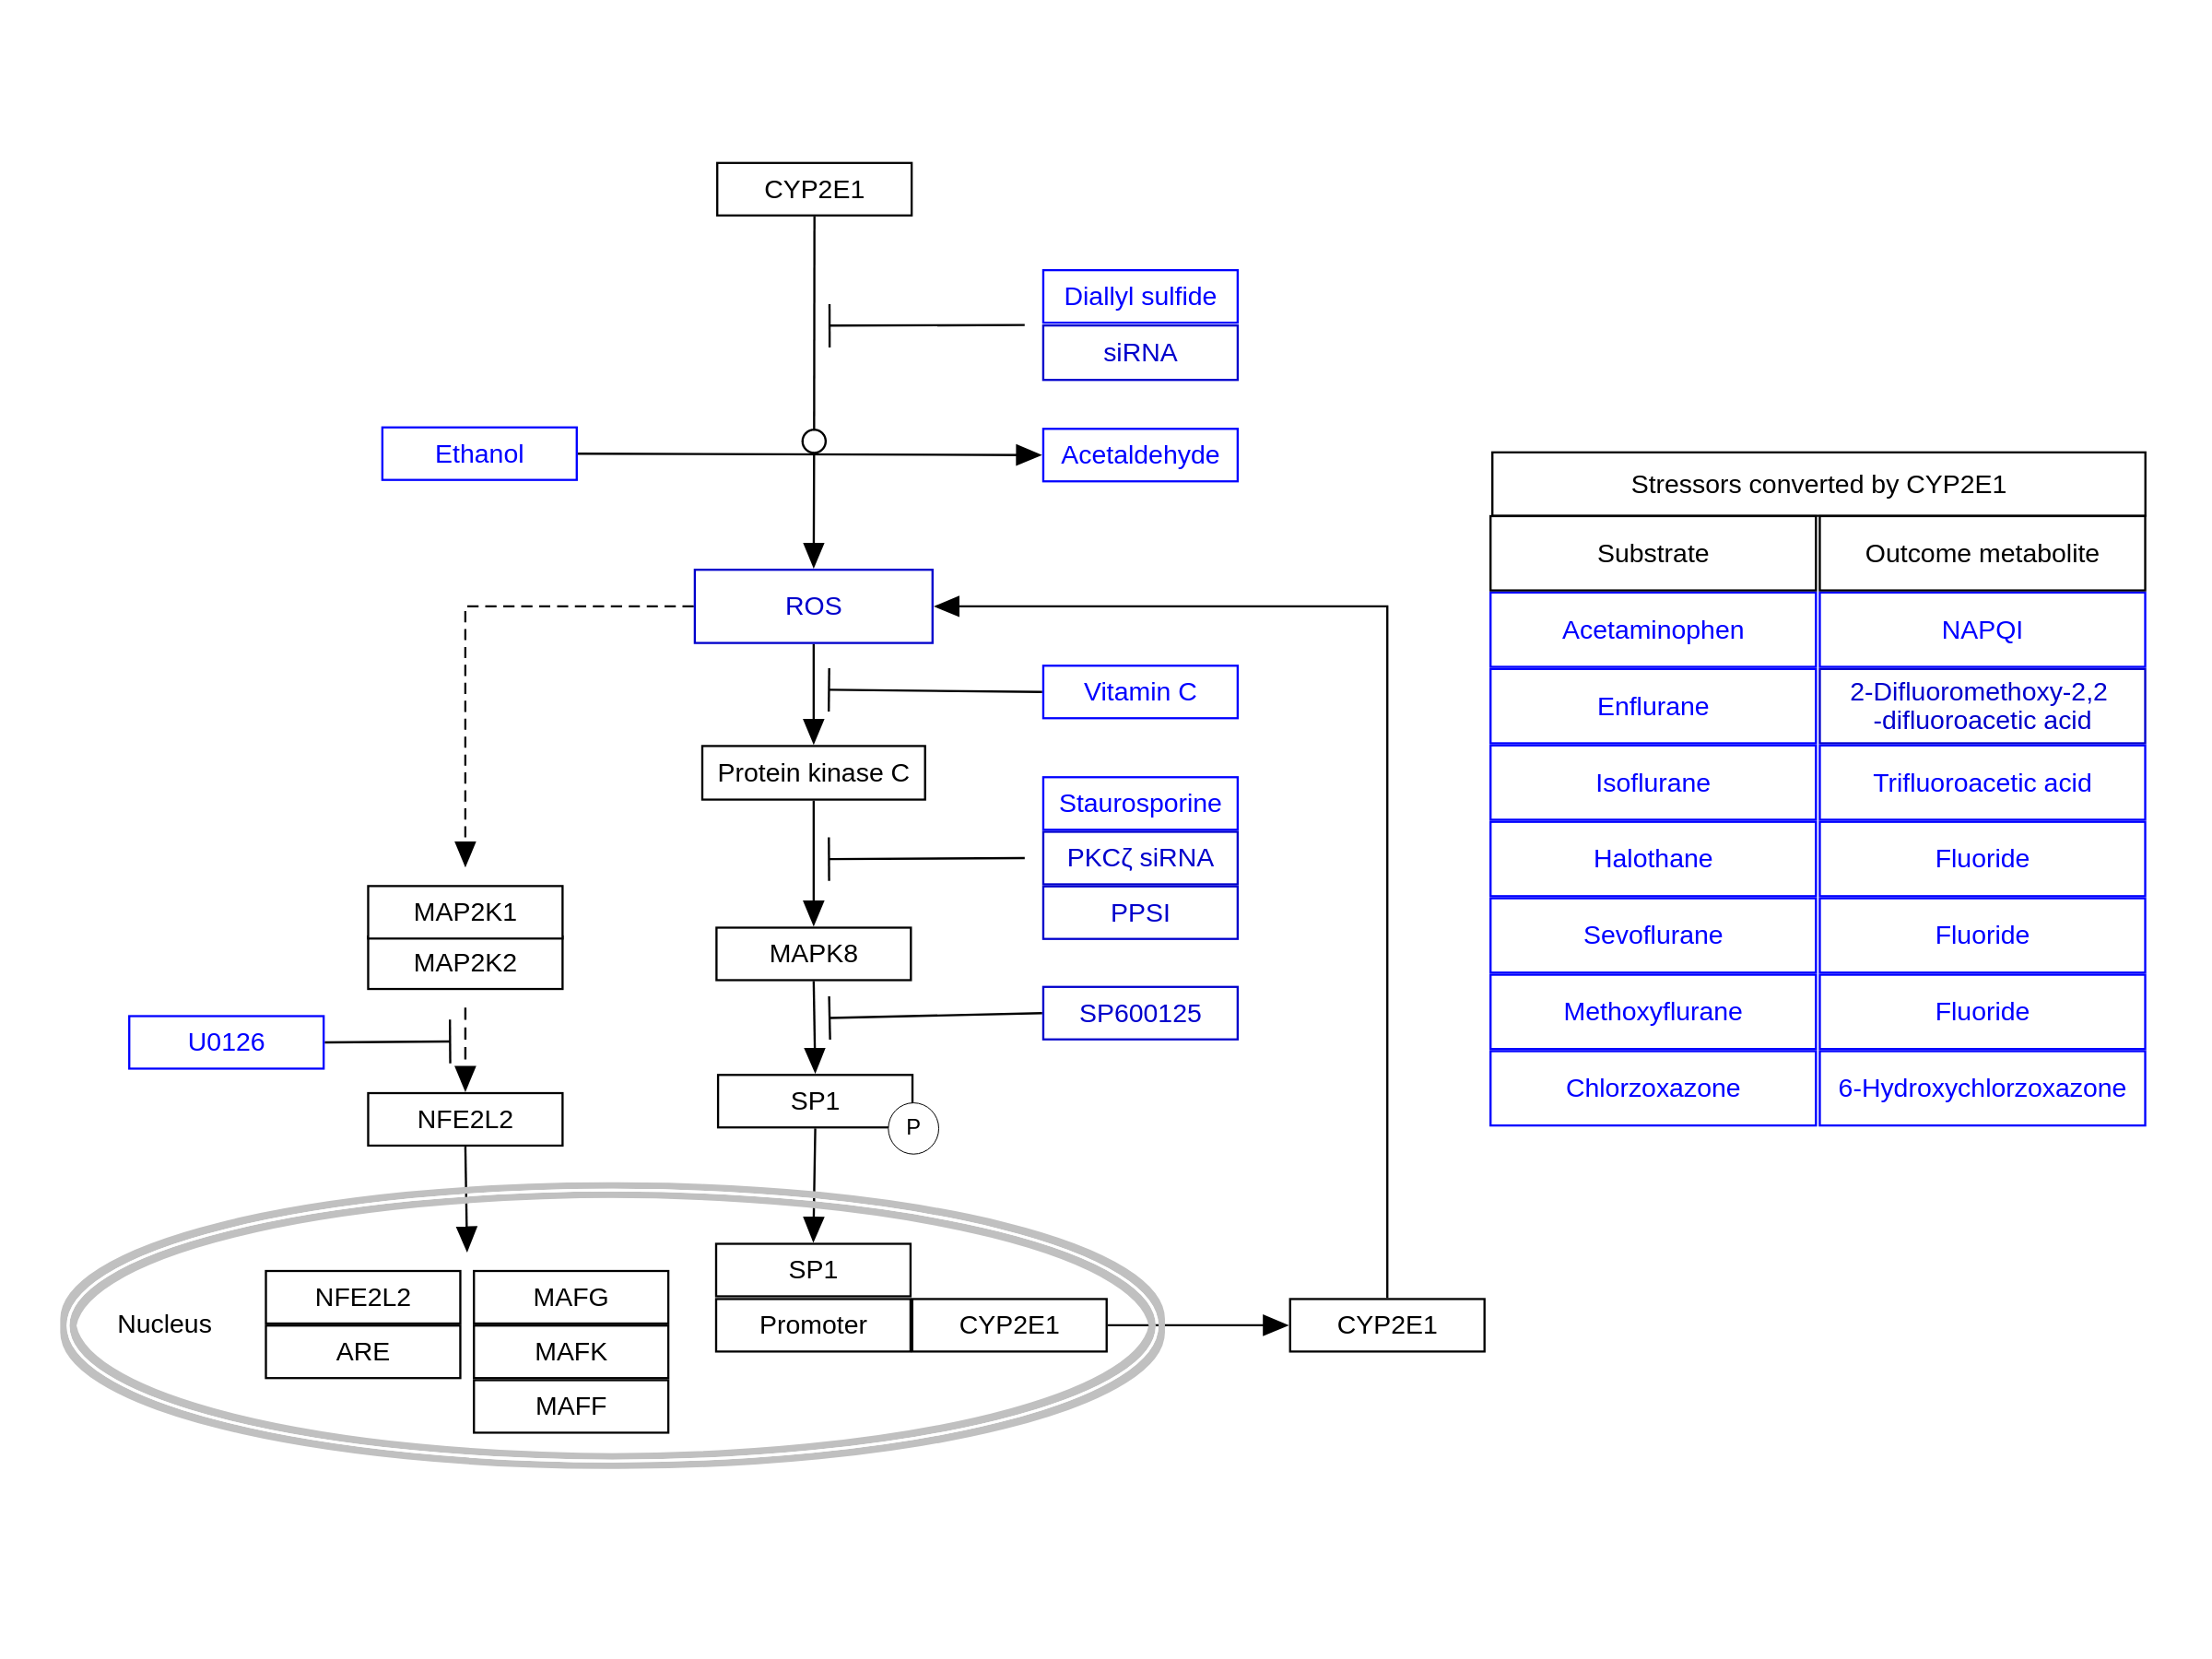 CYP2E1
Diallyl sulfide
siRNA
Ethanol
Acetaldehyde
ROS
Vitamin C
Protein kinase C
Staurosporine
PKCζ siRNA
PPSI
MAP2K1
MAP2K2
MAPK8
SP600125
U0126
NFE2L2
SP1
P
Nucleus
NFE2L2
ARE
MAFG
MAFK
MAFF
SP1
Promoter
CYP2E1
CYP2E1
Stressors converted by CYP2E1
Substrate
Outcome metabolite
Acetaminophen
NAPQI
Enflurane
2-Difluoromethoxy-2,2
-difluoroacetic acid
Isoflurane
Trifluoroacetic acid
Halothane
Fluoride
Sevoflurane
Fluoride
Methoxyflurane
Fluoride
Chlorzoxazone
6-Hydroxychlorzoxazone